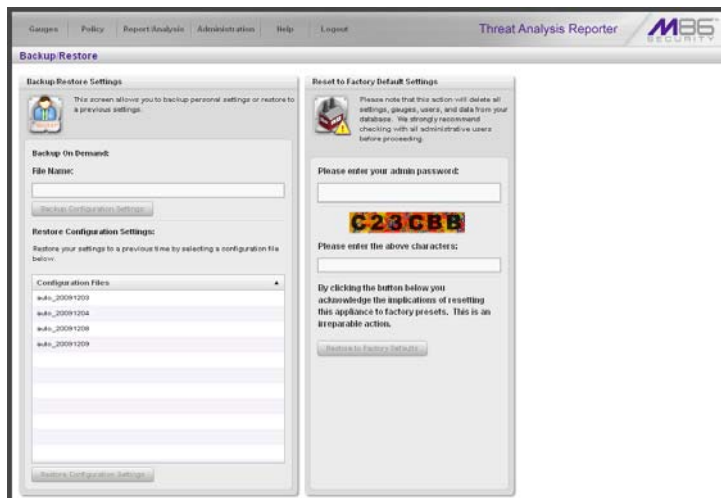 Gauges Policy Report/Analysis Administration Help Logout
Threat Analysis Reporter
M86
SECURITY
Backup/Restore
Backup/Restore Settings
This screen allows you to backup personal settings or restore to
a previous settings.
Backup On Demand:
File Name:
Backup Configuration Settings
Restore Configuration Settings:
Restore your settings to a previous time by selecting a configuration file
below.
Configuration Files
auto_20091203
auto_20091204
auto_20091208
auto_20091209
Restore Configuration Settings
Reset to Factory Default Settings
Please note that this action will delete all
settings, gauges, users, and data from your
database. We strongly recommend
checking with all administrative users
before proceeding.
Please enter your admin password:
C23CBB
Please enter the above characters:
By clicking the button below you
acknowledge the implications of resetting
this appliance to factory presets. This is an
irreparable action.
Restore to Factory Defaults